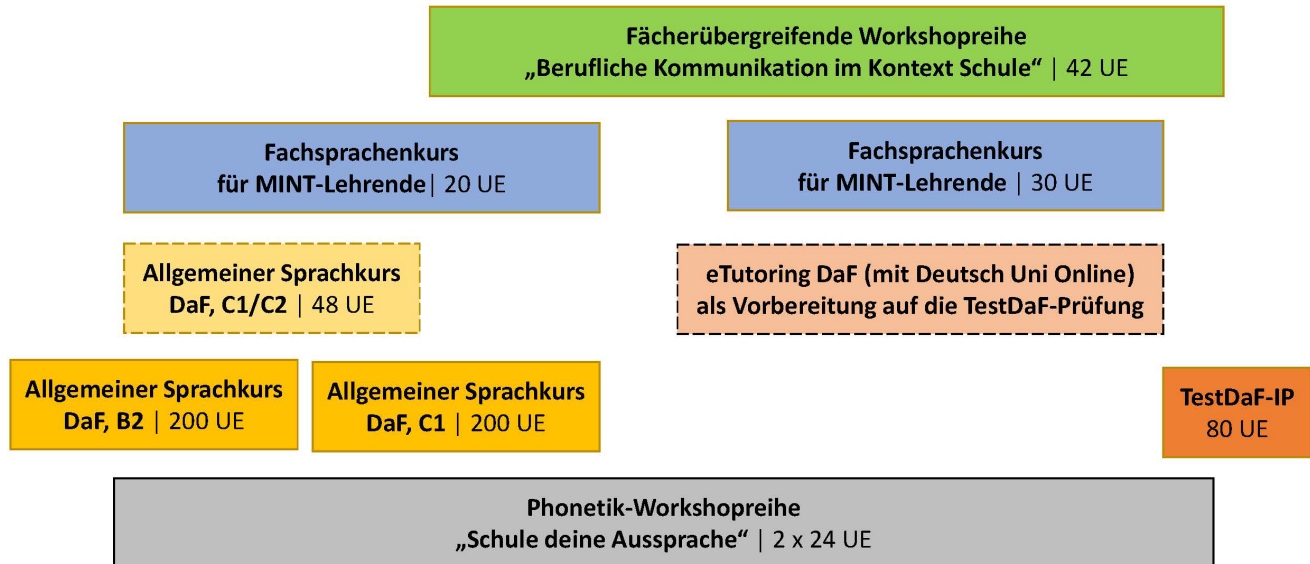 Fächerübergreifende Workshopreihe
„Berufliche Kommunikation im Kontext Schule“ | 42 UE
Fachsprachenkurs
für MINT-Lehrende| 20 UE
Fachsprachenkurs
für MINT-Lehrende | 30 UE
Allgemeiner Sprachkurs
DaF, C1/C2 | 48 UE
eTutoring DaF (mit Deutsch Uni Online)
als Vorbereitung auf die TestDaF-Prüfung
Allgemeiner Sprachkurs
DaF, B2 | 200 UE
Allgemeiner Sprachkurs
DaF, C1 | 200 UE
TestDaF-IP
80 UE
Phonetik-Workshopreihe
„Schule deine Aussprache“ | 2 x 24 UE